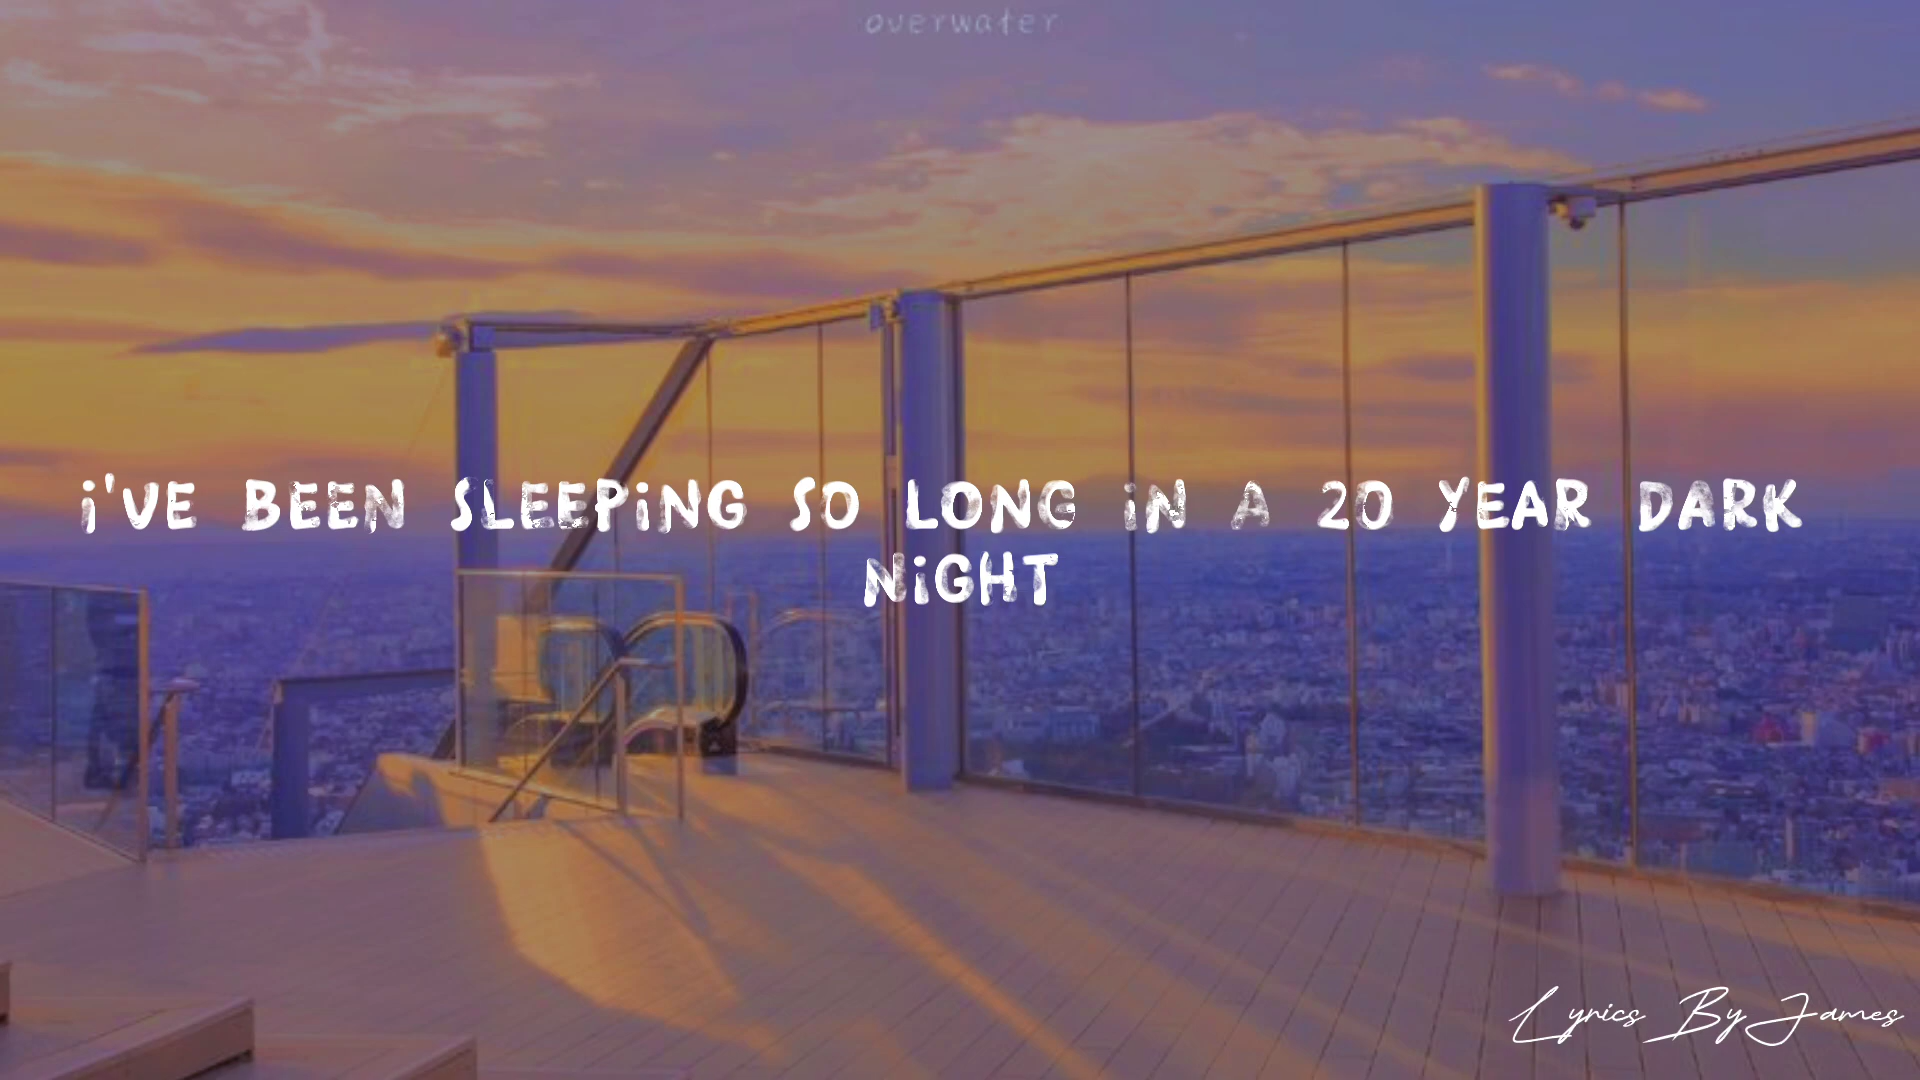 overwater
i'VE BEEN SLEEPiNG SO LONG iN A 20 YEAR DARK
NiGHT
Lyrics By James